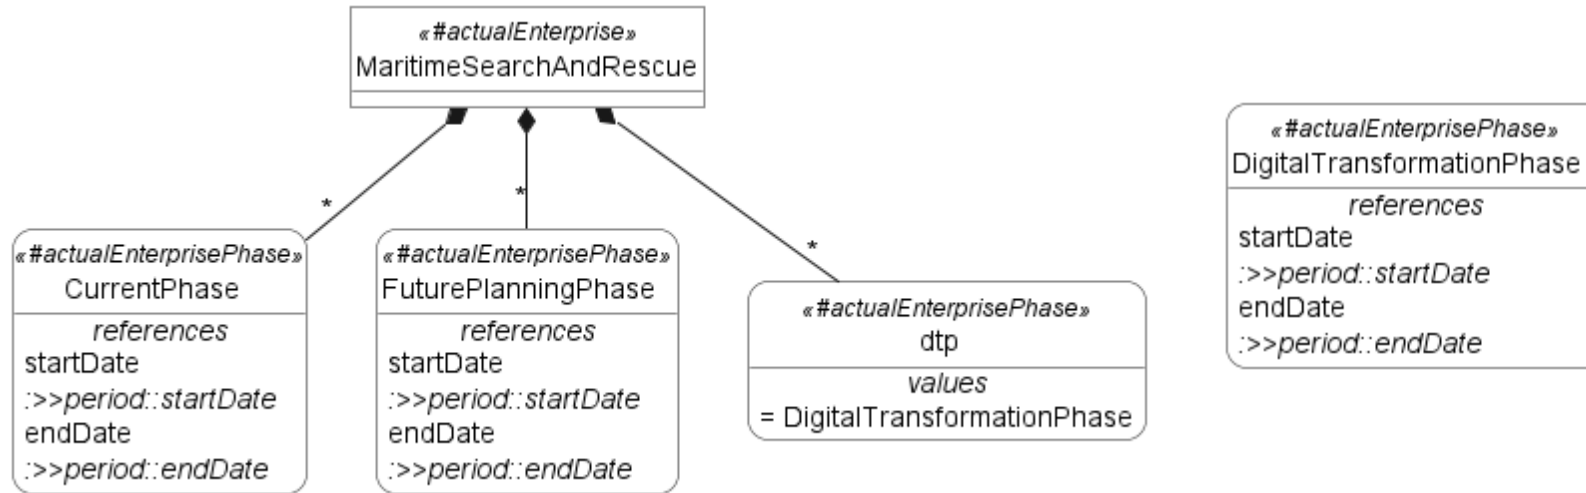 «#actualEnterprise»
MaritimeSearchAndRescue
*
*
*
«#actualEnterprisePhase»
CurrentPhase
references
startDate
:>>period::startDate
endDate
:>>period::endDate
«#actualEnterprisePhase»
FuturePlanningPhase
references
startDate
:>>period::startDate
endDate
:>>period::endDate
«#actualEnterprisePhase»
dtp
values
= DigitalTransformationPhase
«#actualEnterprisePhase»
DigitalTransformationPhase
references
startDate
:>>period::startDate
endDate
:>>period::endDate